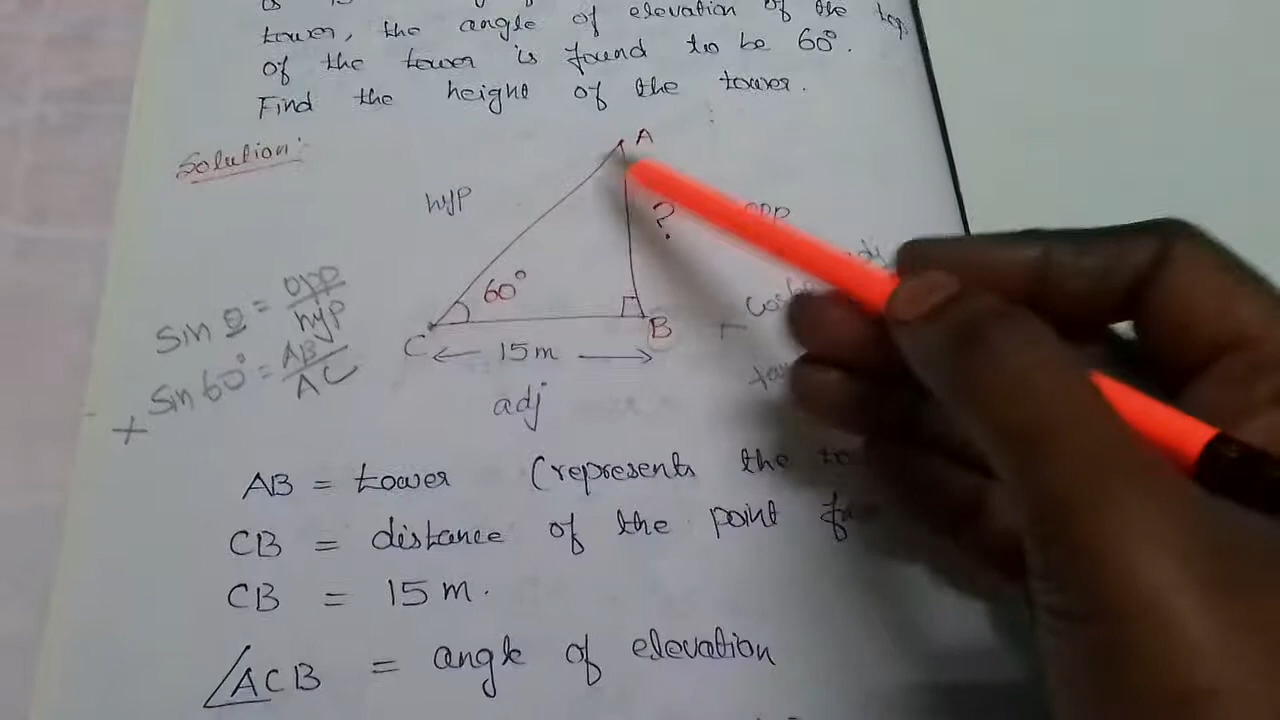 tower, the angle of elevation of the top
of the tower is found to be 60°.
Find the height of the tower.
Solution:
A
hyp
?
opp
60°
sin θ = opp/hyp
sin 60° = AB/AC
C
B
15m
adj
AB = tower (represents the
CB = distance of the point
CB = 15 m.
∠ACB = angle of elevation